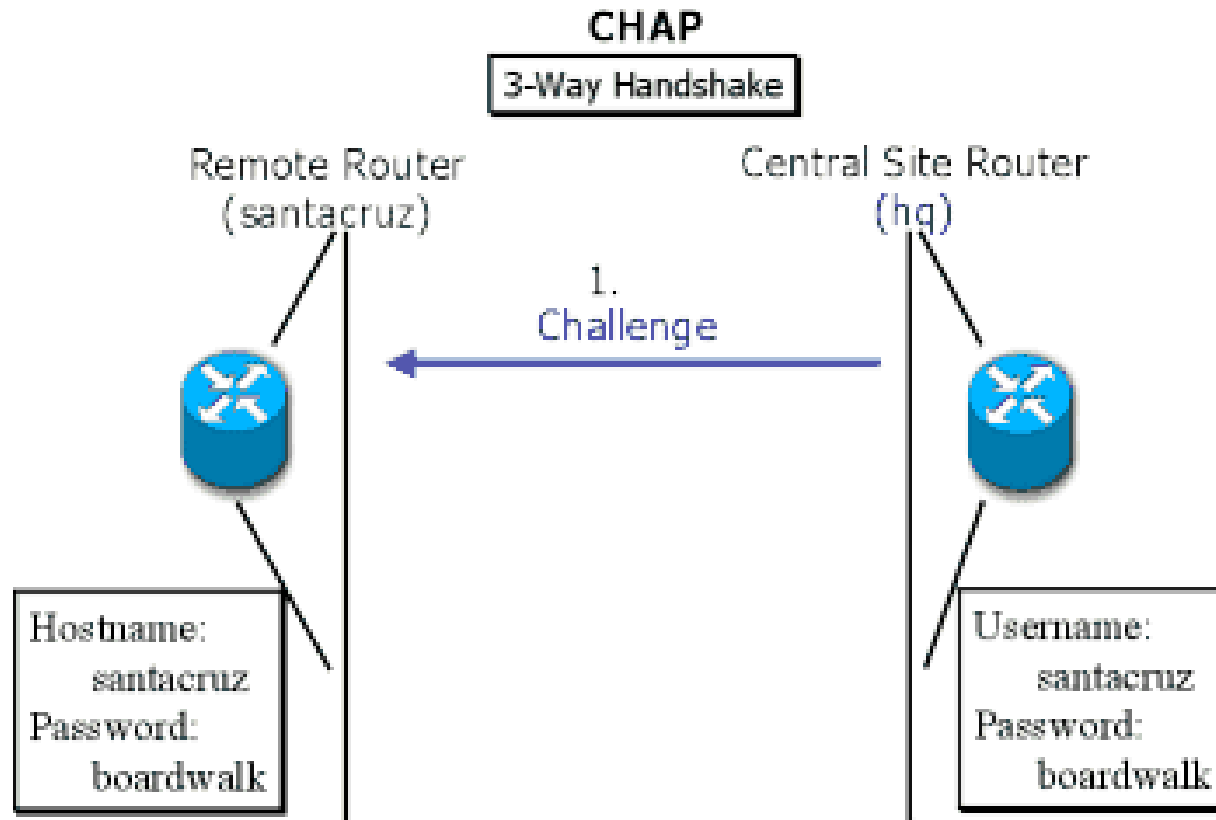 CHAP
3-Way Handshake
Remote Router
(santacruz)
Central Site Router
(hq)
1.
Challenge
Hostname:
santacruz
Password:
boardwalk
Username:
santacruz
Password:
boardwalk